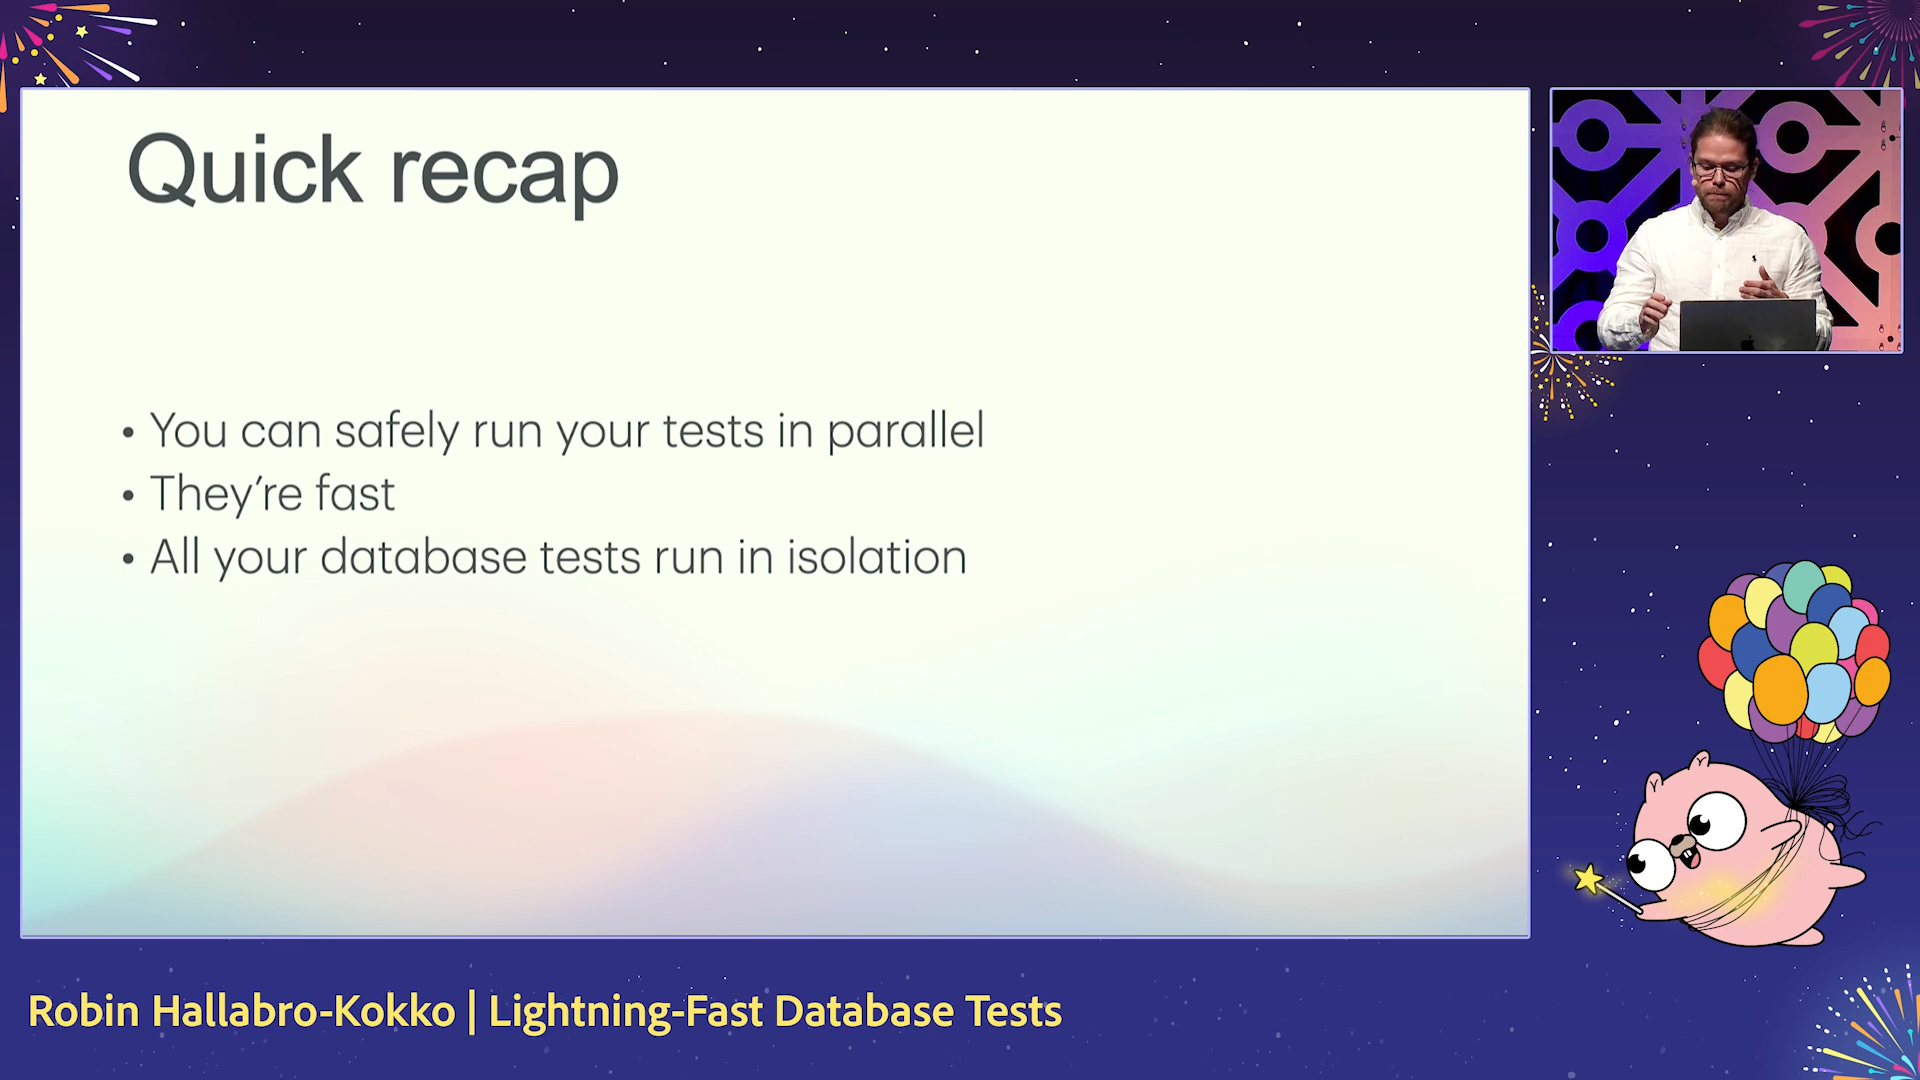 Quick recap
• You can safely run your tests in parallel
• They’re fast
• All your database tests run in isolation
Robin Hallabro-Kokko | Lightning-Fast Database Tests